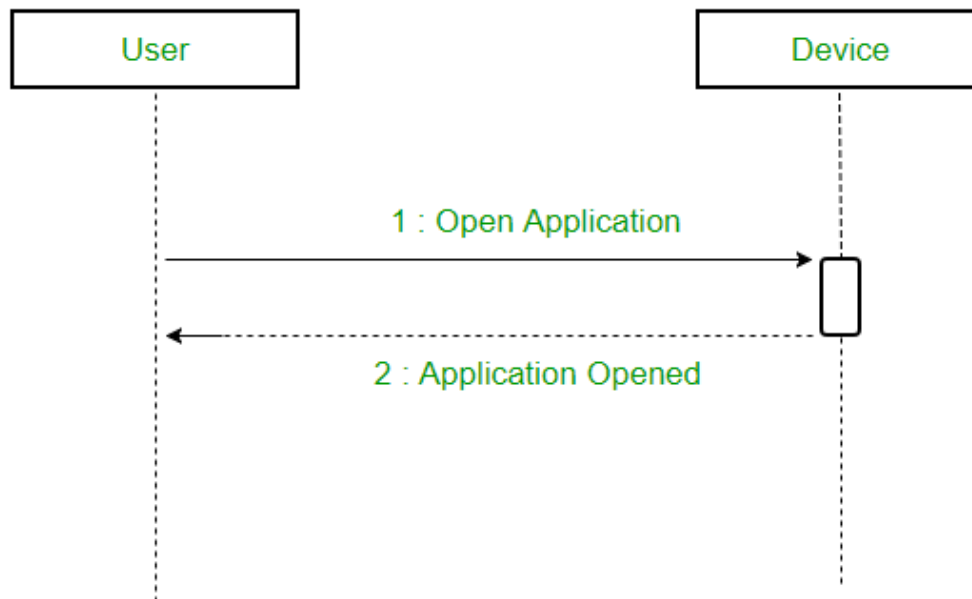 User
Device
1 : Open Application
2 : Application Opened